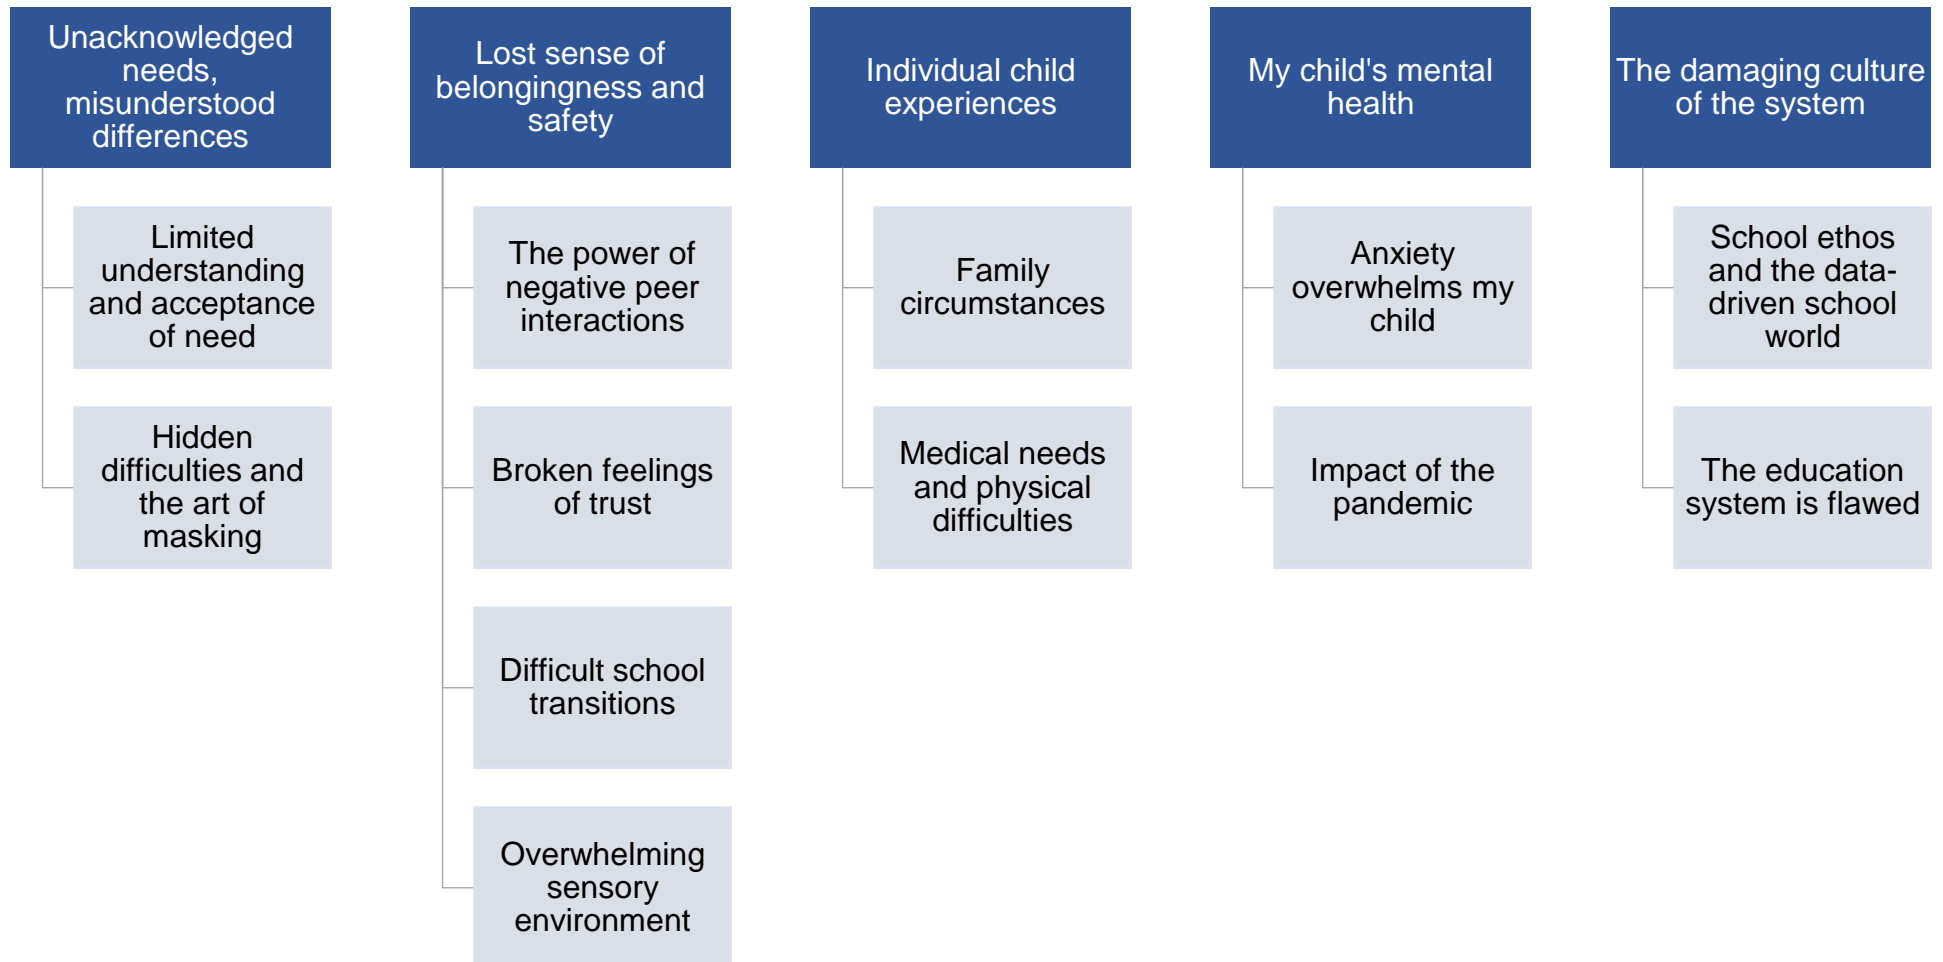 Unacknowledged
needs,
misunderstood
differences
Limited
understanding
and acceptance
of need
Hidden
difficulties and
the art of
masking
Lost sense of
belongingness and
safety
The power of
negative peer
interactions
Broken feelings
of trust
Difficult school
transitions
Overwhelming
sensory
environment
Individual child
experiences
Family
circumstances
Medical needs
and physical
difficulties
My child's mental
health
Anxiety
overwhelms my
child
Impact of the
pandemic
The damaging culture
of the system
School ethos
and the data-
driven school
world
The education
system is flawed